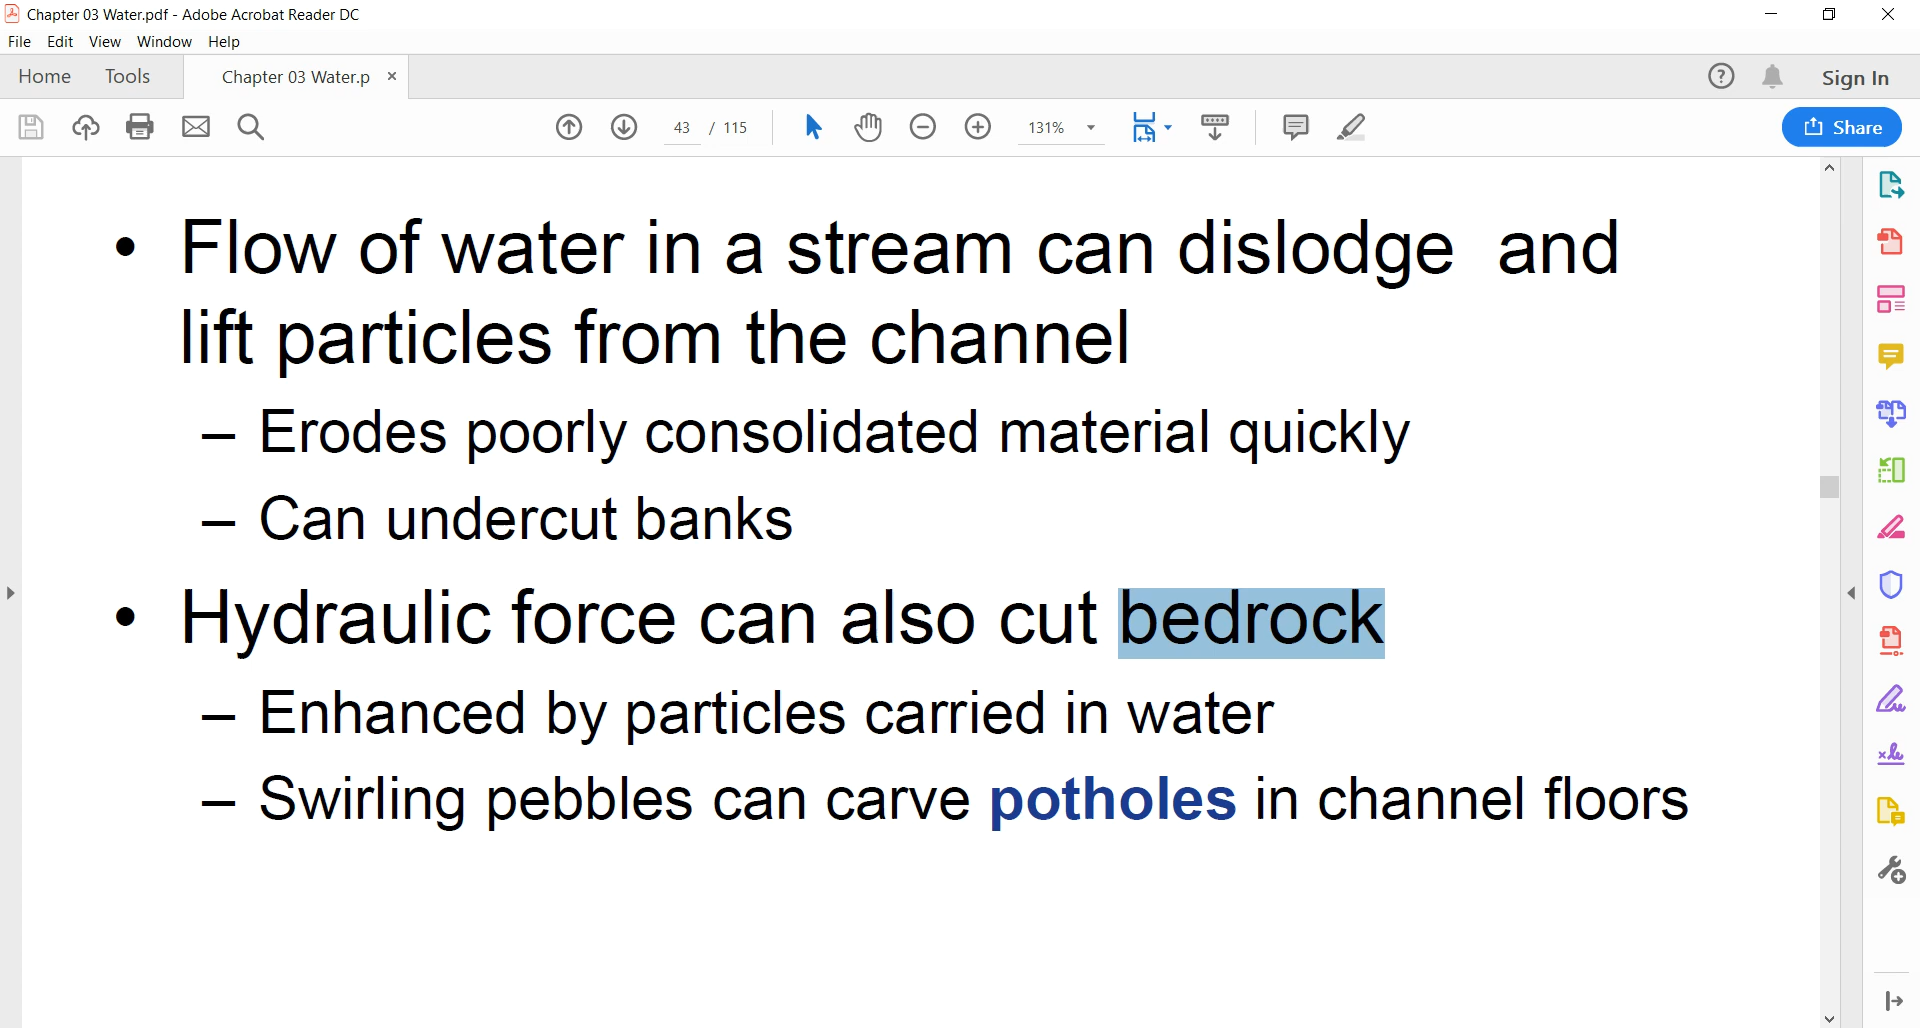 Chapter 03 Water.pdf - Adobe Acrobat Reader DC
File Edit View Window Help
Home Tools Chapter 03 Water.p × Sign In
43 / 115 131% Share
• Flow of water in a stream can dislodge and
lift particles from the channel
– Erodes poorly consolidated material quickly
– Can undercut banks
• Hydraulic force can also cut bedrock
– Enhanced by particles carried in water
– Swirling pebbles can carve potholes in channel floors